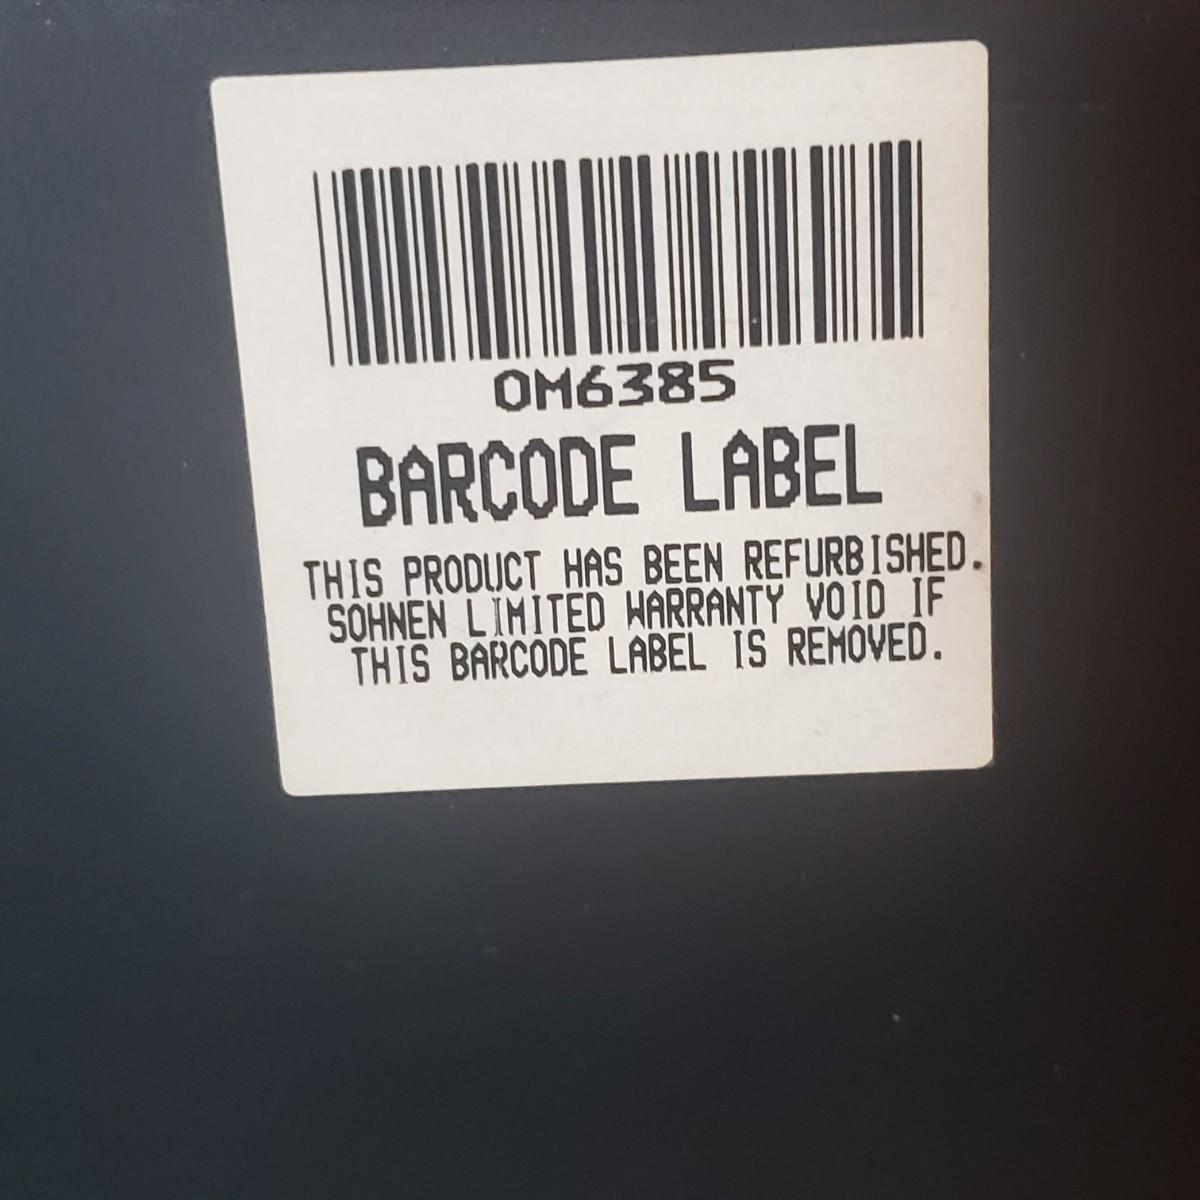 OM6385
BARCODE LABEL
THIS PRODUCT HAS BEEN REFURBISHED.
SOHNEN LIMITED WARRANTY VOID IF
THIS BARCODE LABEL IS REMOVED.